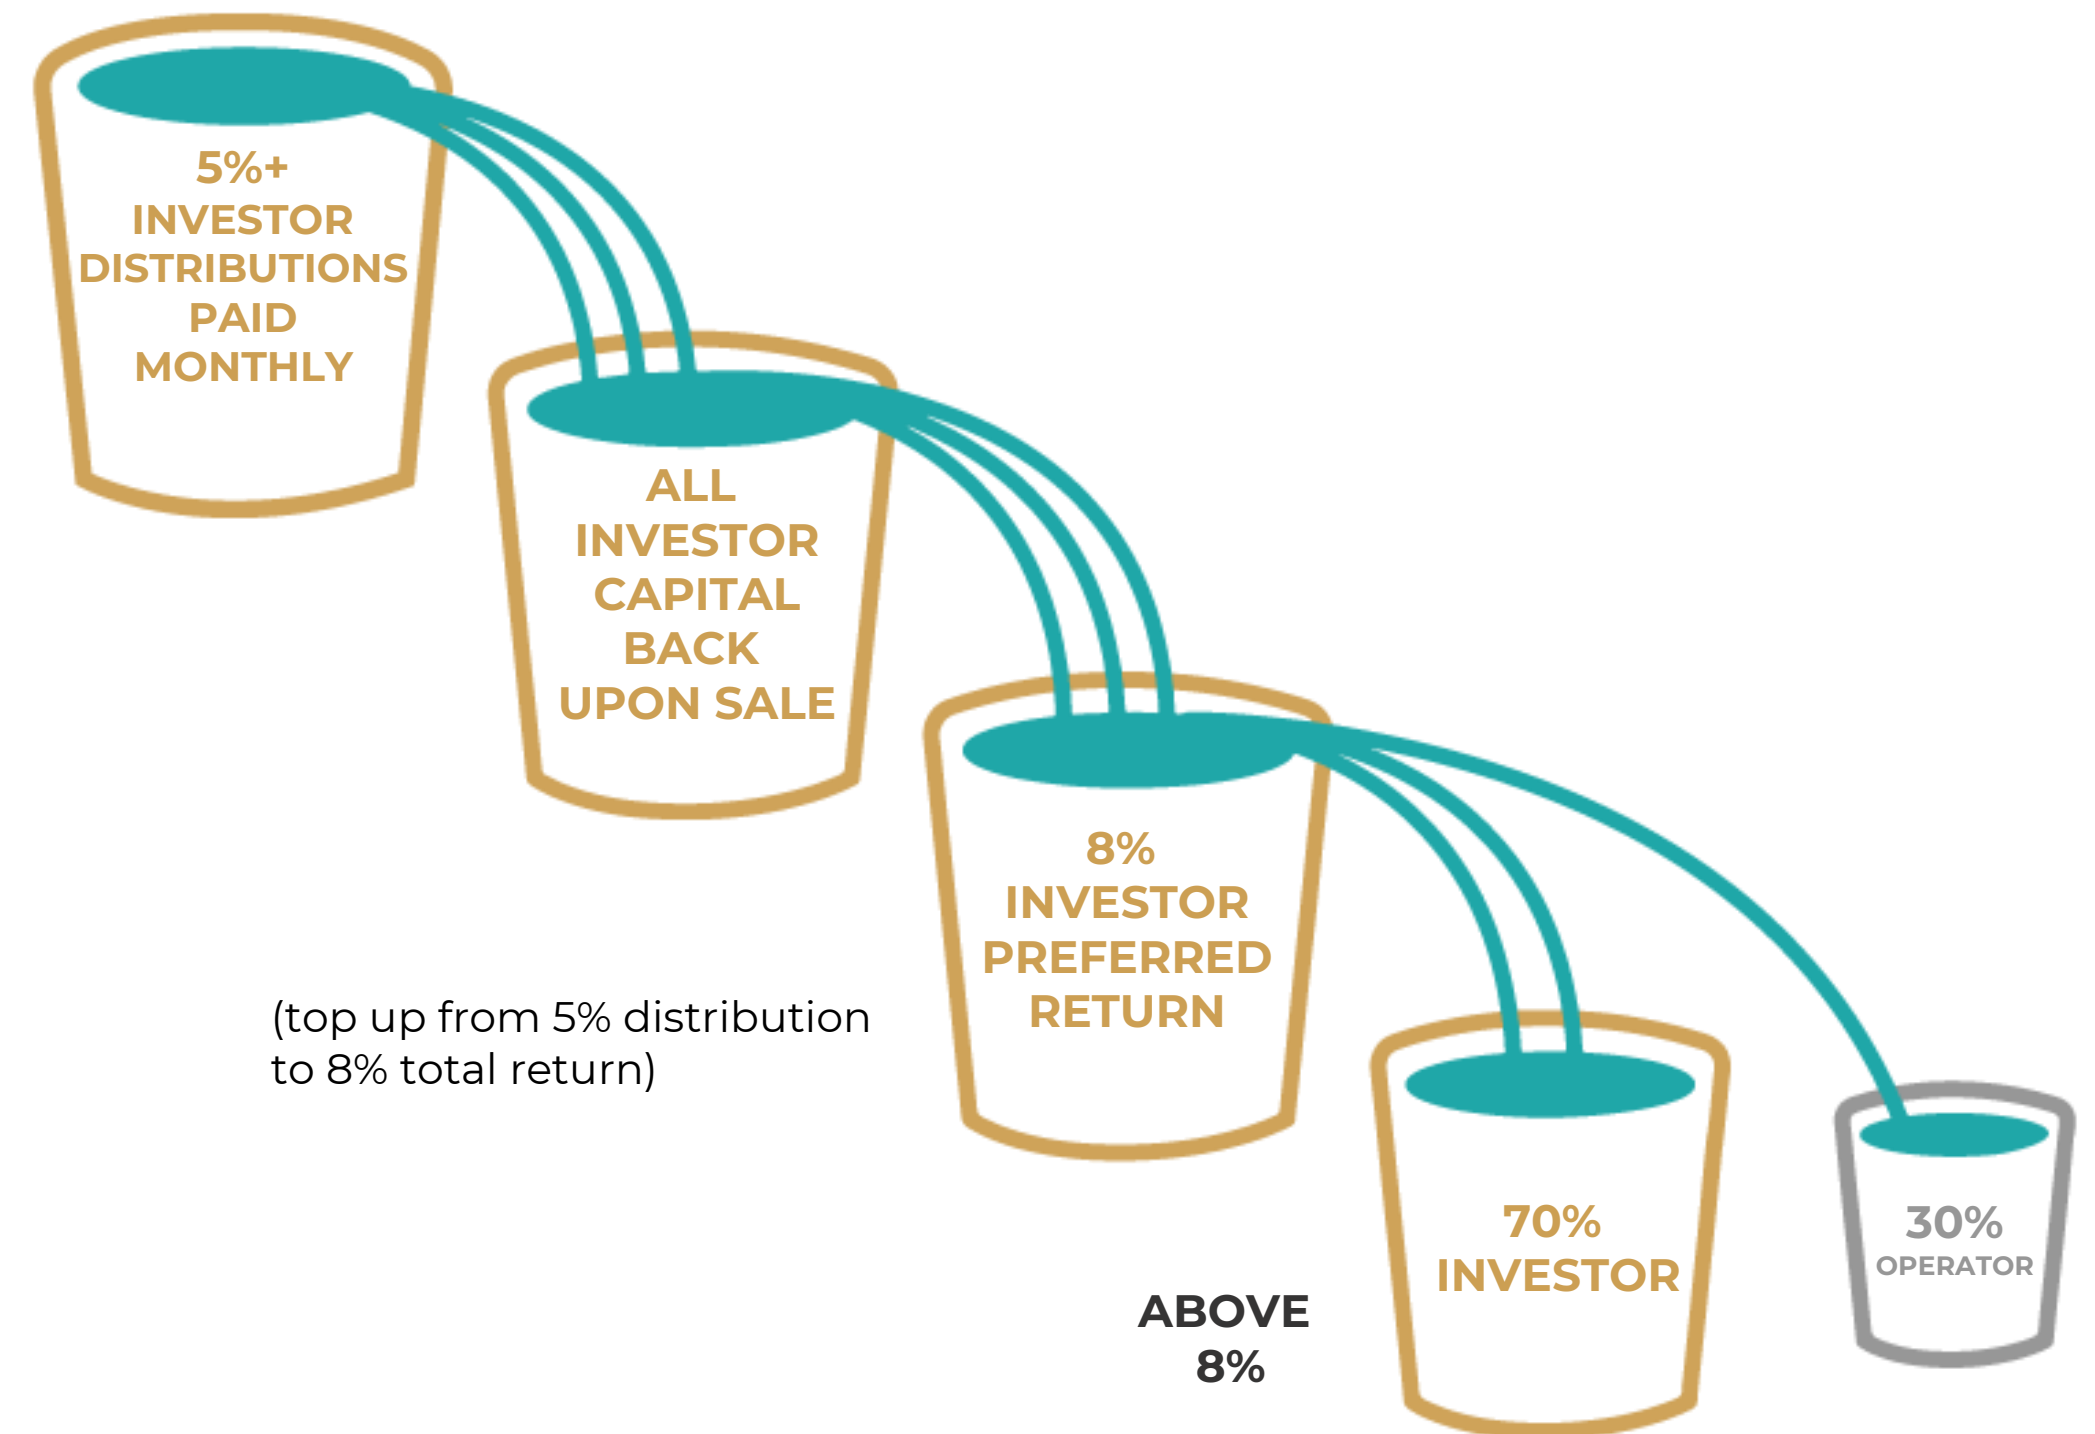 5%+
INVESTOR
DISTRIBUTIONS
PAID
MONTHLY
ALL
INVESTOR
CAPITAL
BACK
UPON SALE
8%
INVESTOR
PREFERRED
RETURN
(top up from 5% distribution
to 8% total return)
70%
INVESTOR
30%
OPERATOR
ABOVE
8%